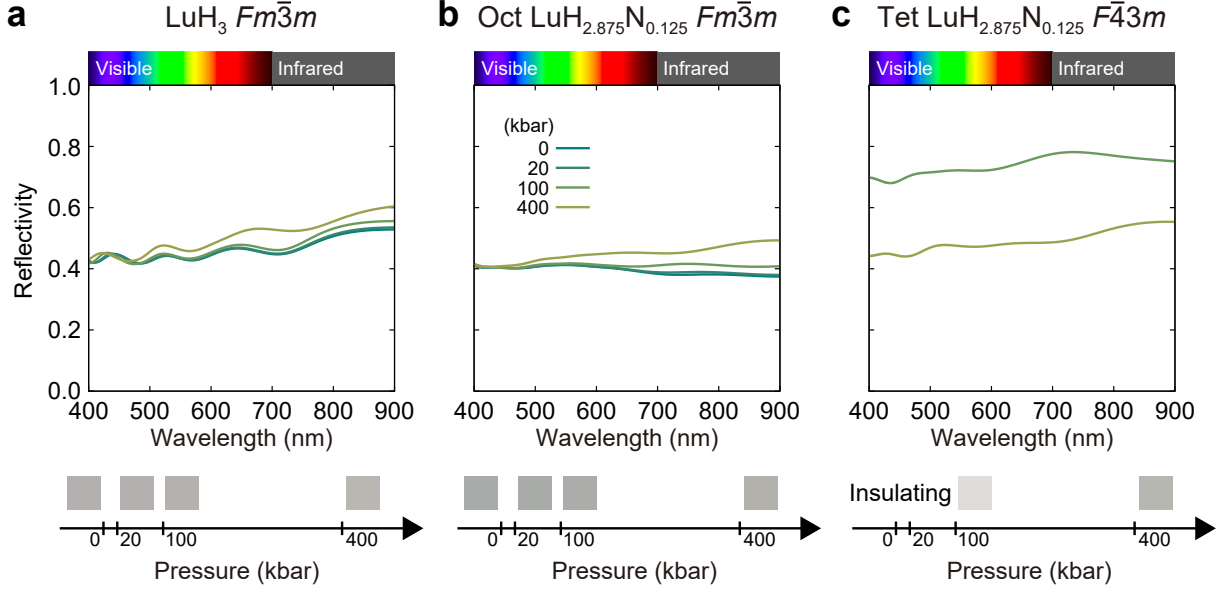 a LuH3 Fm3̅m
b Oct LuH2.875N0.125 Fm3̅m
c Tet LuH2.875N0.125 F4̅3m
Visible Infrared
Visible Infrared
Visible Infrared
Reflectivity
1.0
0.8
0.6
0.4
0.2
0.0
(kbar)
0
20
100
400
400 500 600 700 800 900
400 500 600 700 800 900
400 500 600 700 800 900
Wavelength (nm)
Wavelength (nm)
Wavelength (nm)
Insulating
0 20 100 400
0 20 100 400
0 20 100 400
Pressure (kbar)
Pressure (kbar)
Pressure (kbar)